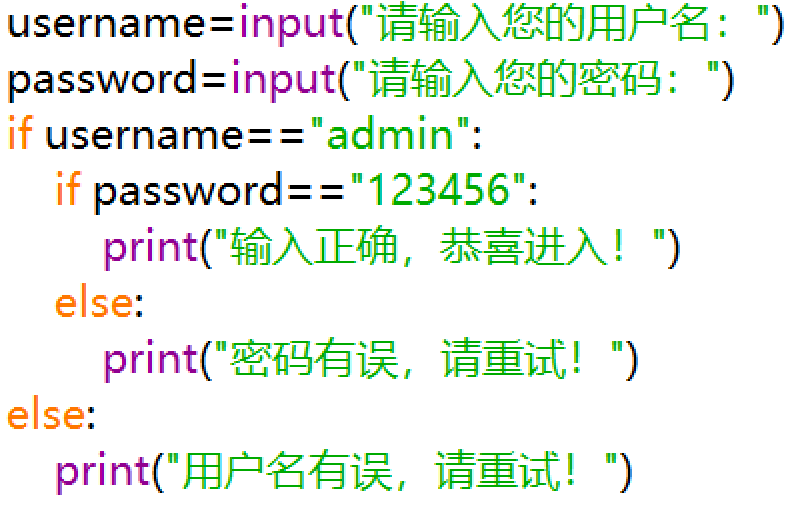 username=input("请输入您的用户名：")
password=input("请输入您的密码：")
if username=="admin":
    if password=="123456":
        print("输入正确，恭喜进入！")
    else:
        print("密码有误，请重试！")
else:
    print("用户名有误，请重试！")